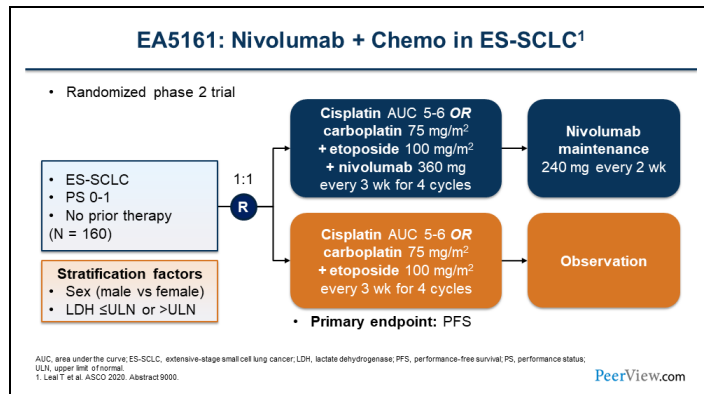 EA5161: Nivolumab + Chemo in ES-SCLC1
• Randomized phase 2 trial
• ES-SCLC
• PS 0-1
• No prior therapy
(N = 160)
Stratification factors
• Sex (male vs female)
• LDH ≤ULN or >ULN
1:1
R
Cisplatin AUC 5-6 OR
carboplatin 75 mg/m2
+ etoposide 100 mg/m2
+ nivolumab 360 mg
every 3 wk for 4 cycles
Nivolumab
maintenance
240 mg every 2 wk
Cisplatin AUC 5-6 OR
carboplatin 75 mg/m2
+ etoposide 100 mg/m2
every 3 wk for 4 cycles
Observation
• Primary endpoint: PFS
AUC, area under the curve; ES-SCLC, extensive-stage small cell lung cancer; LDH, lactate dehydrogenase; PFS, performance-free survival; PS, performance status;
ULN, upper limit of normal.
1. Leal T et al. ASCO 2020. Abstract 9000.
PeerView.com